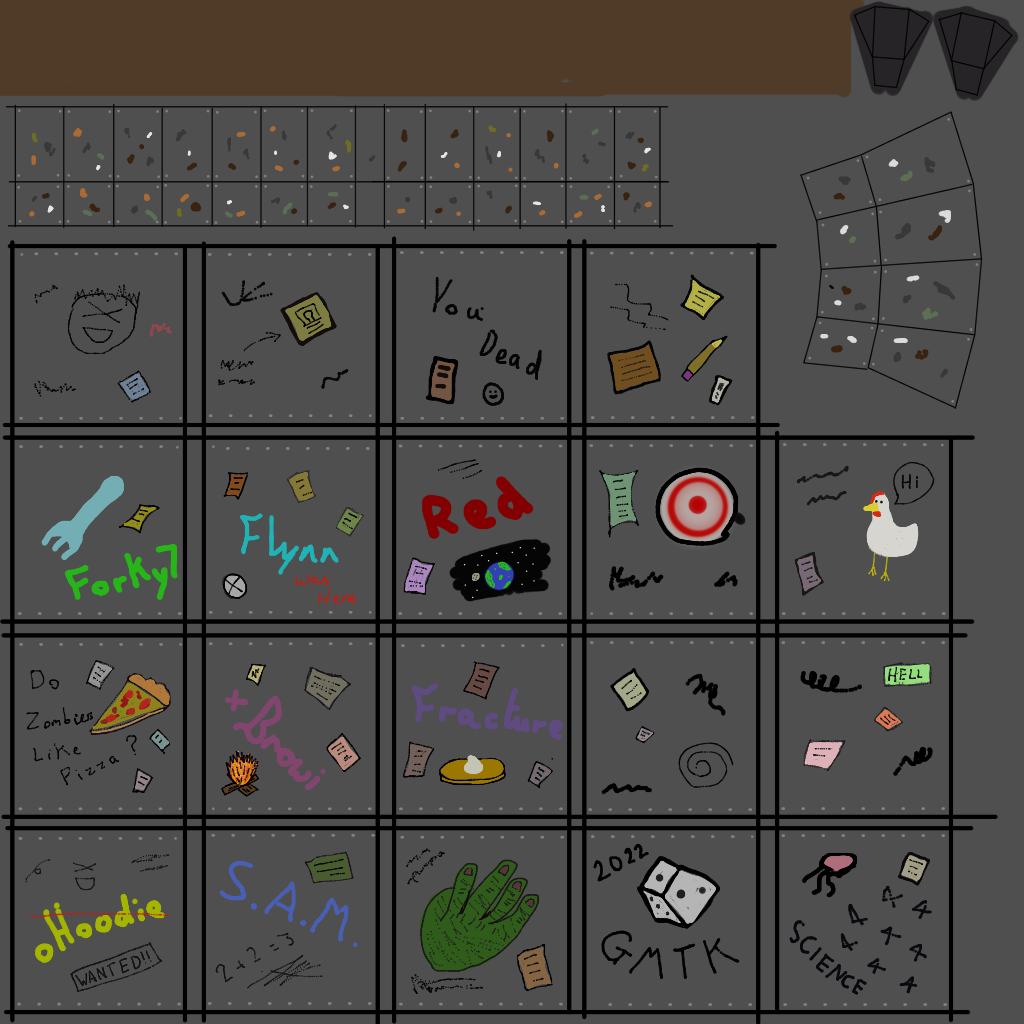 You
Dead
Forky7
Flynn
Was
Here
Red
Hi
Do
Zombies
Like
Pizza ?
+Browi
Fracture
HELL
oHoodie
WANTED!!
S.A.M.
2+2=3
2022
GMTK
4 4
4
4 4 4
4 4
SCIENCE